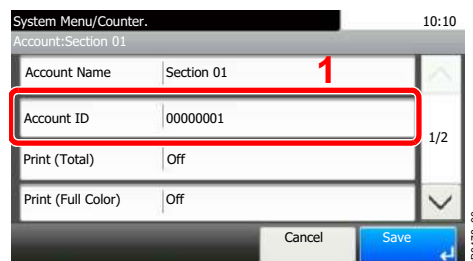 System Menu/Counter. 10:10
Account:Section 01
Account Name Section 01 1
Account ID 00000001
1/2
Print (Total) Off
Print (Full Color) Off
Cancel Save